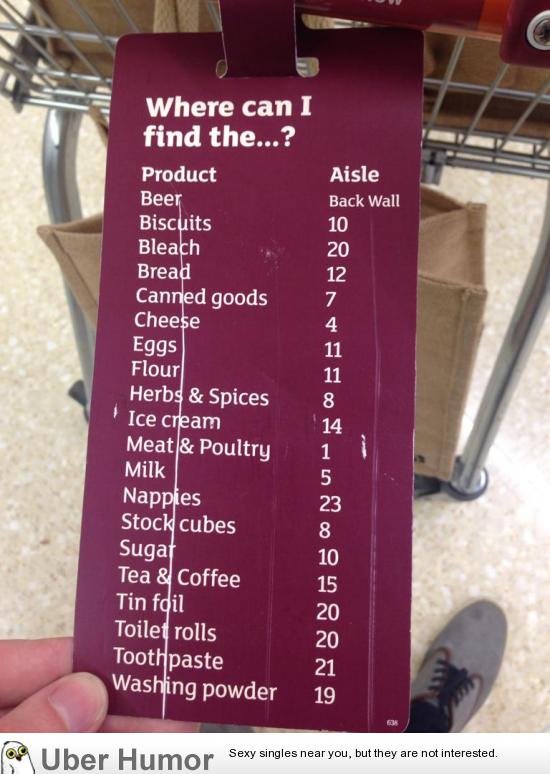 Where can I
find the...?
Product Aisle
Beer Back Wall
Biscuits 10
Bleach 20
Bread 12
Canned goods 7
Cheese 4
Eggs 11
Flour 11
Herbs & Spices 8
Ice cream 14
Meat & Poultry 1
Milk 5
Nappies 23
Stock cubes 8
Sugar 10
Tea & Coffee 15
Tin foil 20
Toilet rolls 20
Toothpaste 21
Washing powder 19
638
Uber Humor Sexy singles near you, but they are not interested.